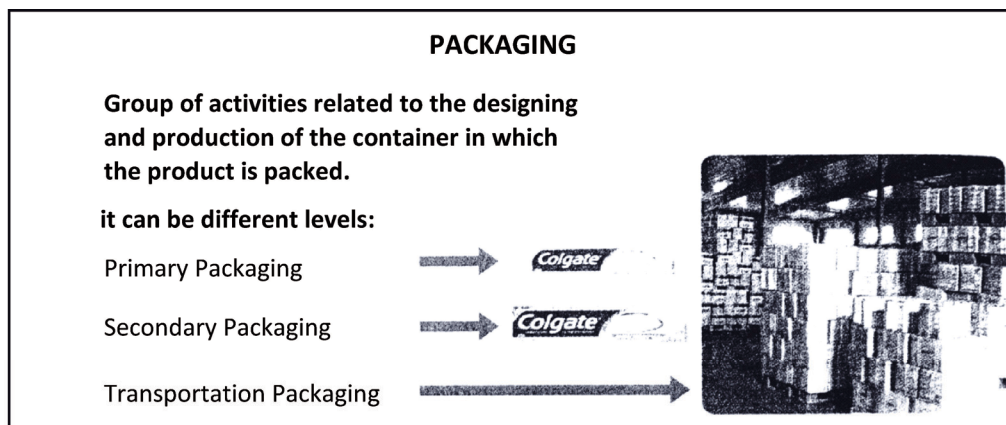 PACKAGING
Group of activities related to the designing
and production of the container in which
the product is packed.
it can be different levels:
Primary Packaging
Colgate
Secondary Packaging
Colgate
Transportation Packaging